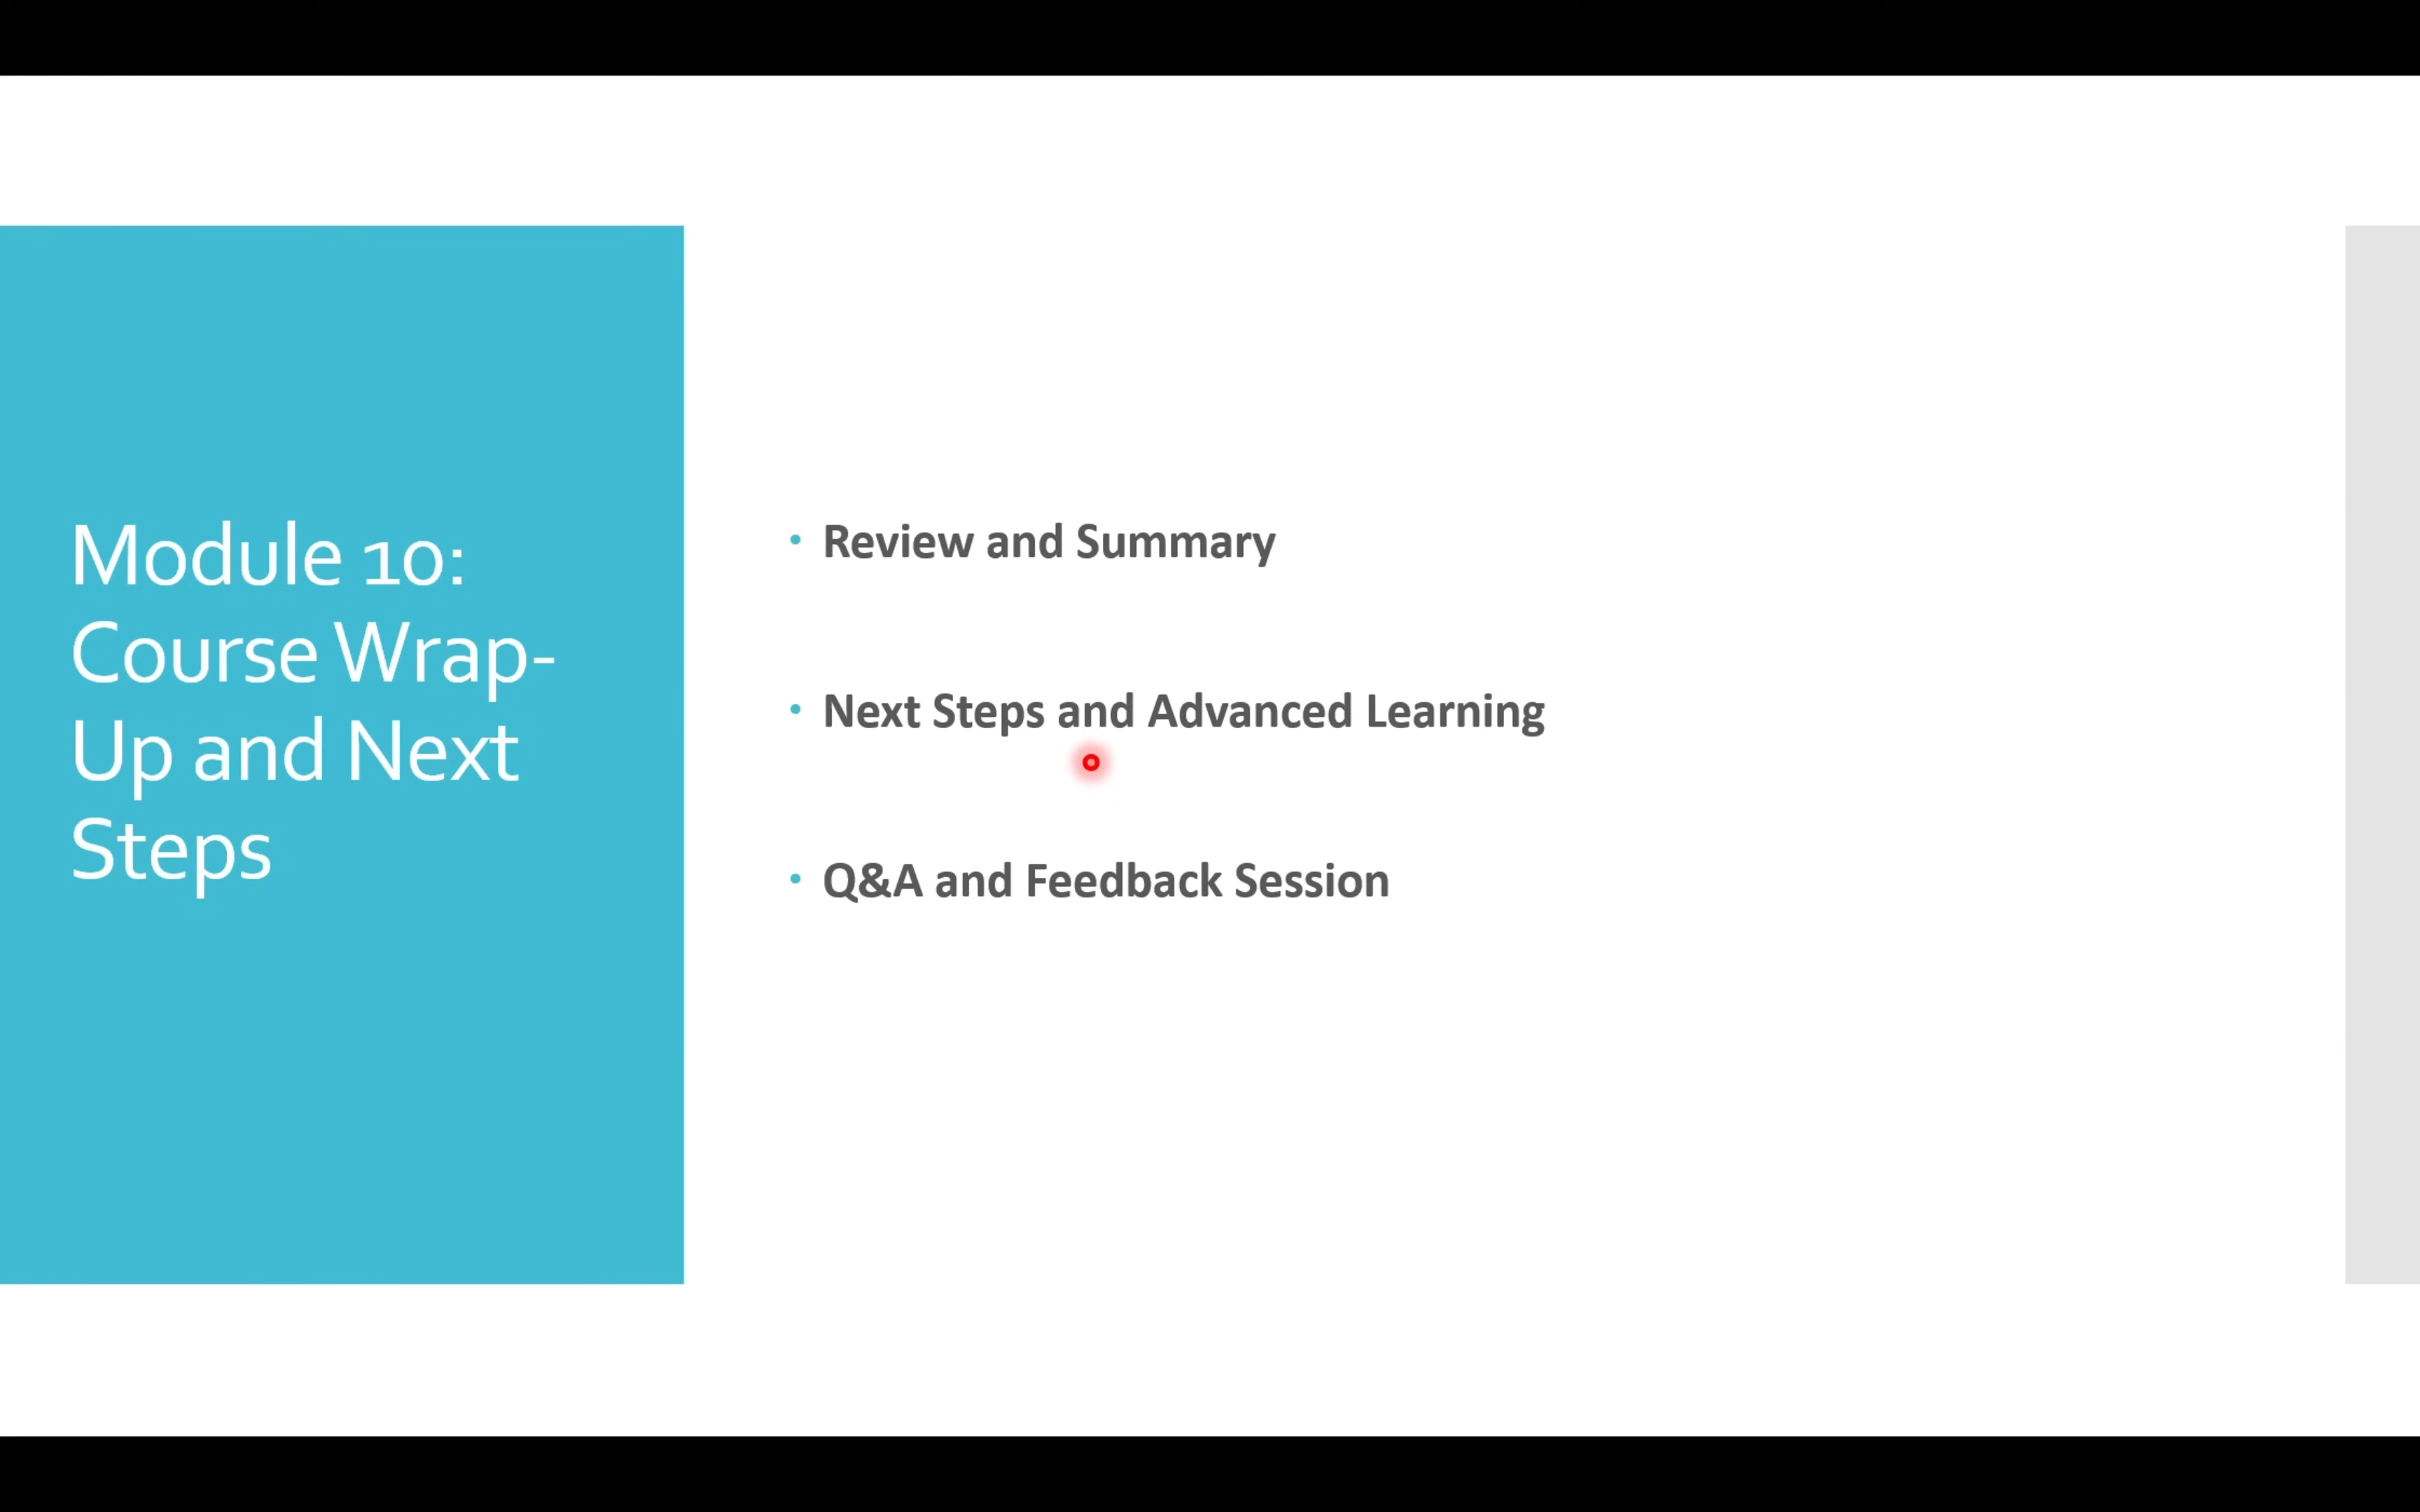 Module 10:
Course Wrap-
Up and Next
Steps
• Review and Summary
• Next Steps and Advanced Learning
• Q&A and Feedback Session